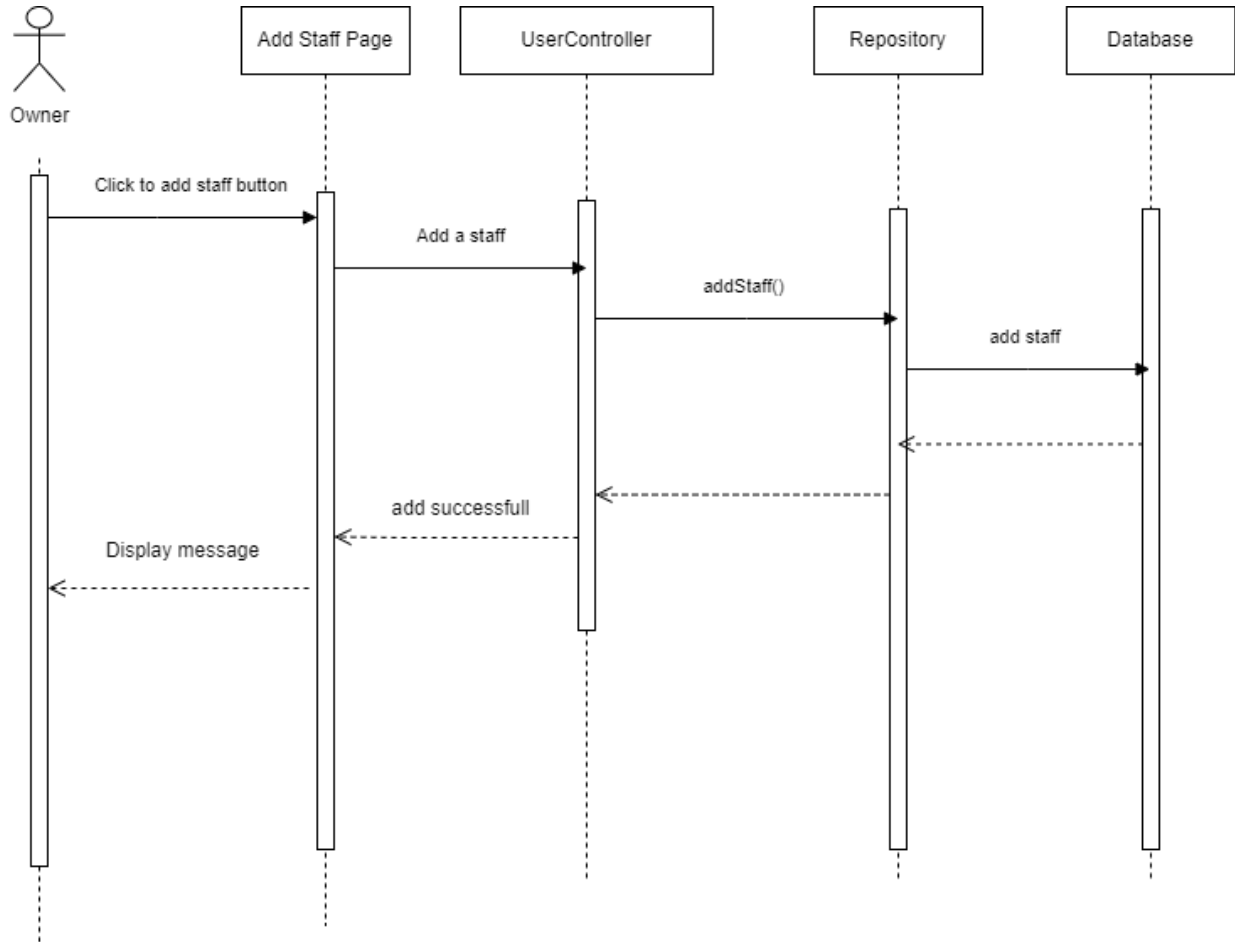 Add Staff Page
UserController
Repository
Database
Owner
Click to add staff button
Add a staff
addStaff()
add staff
add successfull
Display message